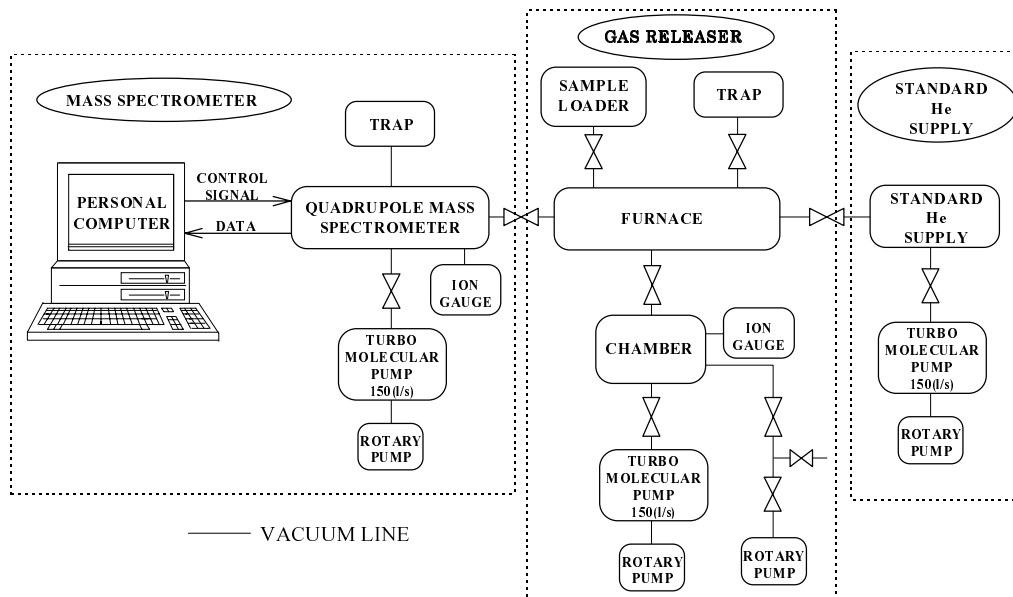 MASS SPECTROMETER
TRAP
PERSONAL
COMPUTER
CONTROL
SIGNAL
DATA
QUADRUPOLE MASS
SPECTROMETER
ION
GAUGE
TURBO
MOLECULAR
PUMP
150(l/s)
ROTARY
PUMP
VACUUM LINE
GAS RELEASER
SAMPLE
LOADER
TRAP
FURNACE
CHAMBER
ION
GAUGE
TURBO
MOLECULAR
PUMP
150(l/s)
ROTARY
PUMP
ROTARY
PUMP
STANDARD
He
SUPPLY
STANDARD
He
SUPPLY
TURBO
MOLECULAR
PUMP
150(l/s)
ROTARY
PUMP